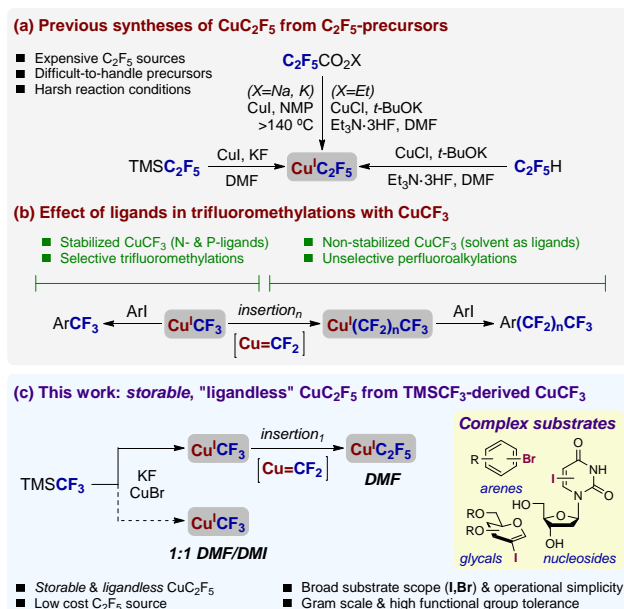 (a) Previous syntheses of CuC₂F₅ from C₂F₅-precursors
■ Expensive C₂F₅ sources
■ Difficult-to-handle precursors
■ Harsh reaction conditions
C₂F₅CO₂X
(X=Na, K)
CuI, NMP
>140 ºC
(X=Et)
CuCl, t-BuOK
Et₃N·3HF, DMF
TMSC₂F₅
CuI, KF
DMF
CuᴵC₂F₅
CuCl, t-BuOK
Et₃N·3HF, DMF
C₂F₅H
(b) Effect of ligands in trifluoromethylations with CuCF₃
■ Stabilized CuCF₃ (N- & P-ligands)
■ Selective trifluoromethylations
■ Non-stabilized CuCF₃ (solvent as ligands)
■ Unselective perfluoroalkylations
ArCF₃
ArI
CuᴵCF₃
insertionₙ
[Cu=CF₂]
Cuᴵ(CF₂)ₙCF₃
ArI
Ar(CF₂)ₙCF₃
(c) This work: storable, "ligandless" CuC₂F₅ from TMSCF₃-derived CuCF₃
TMSCF₃
KF
CuBr
CuᴵCF₃
insertion₁
[Cu=CF₂]
CuᴵC₂F₅
DMF
CuᴵCF₃
1:1 DMF/DMI
Complex substrates
R
Br
arenes
RO
RO
O
I
glycals
O
I
NH
N
O
HO
O
HO
nucleosides
■ Storable & ligandless CuC₂F₅
■ Low cost C₂F₅ source
■ Broad substrate scope (I,Br) & operational simplicity
■ Gram scale & high functional group tolerance